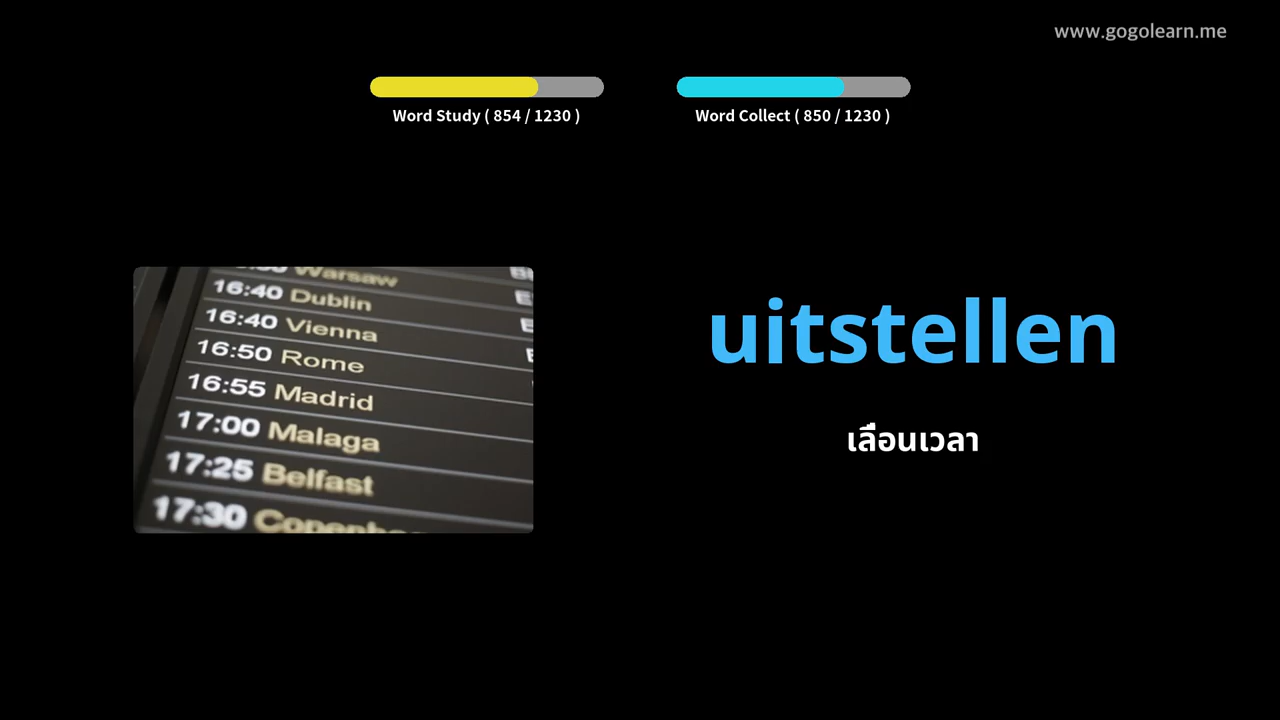 www.gogolearn.me
Word Study ( 854 / 1230 )
Word Collect ( 850 / 1230 )
Warsaw
16:40 Dublin
16:40 Vienna
16:50 Rome
16:55 Madrid
17:00 Malaga
17:25 Belfast
17:30
uitstellen
เลื่อนเวลา